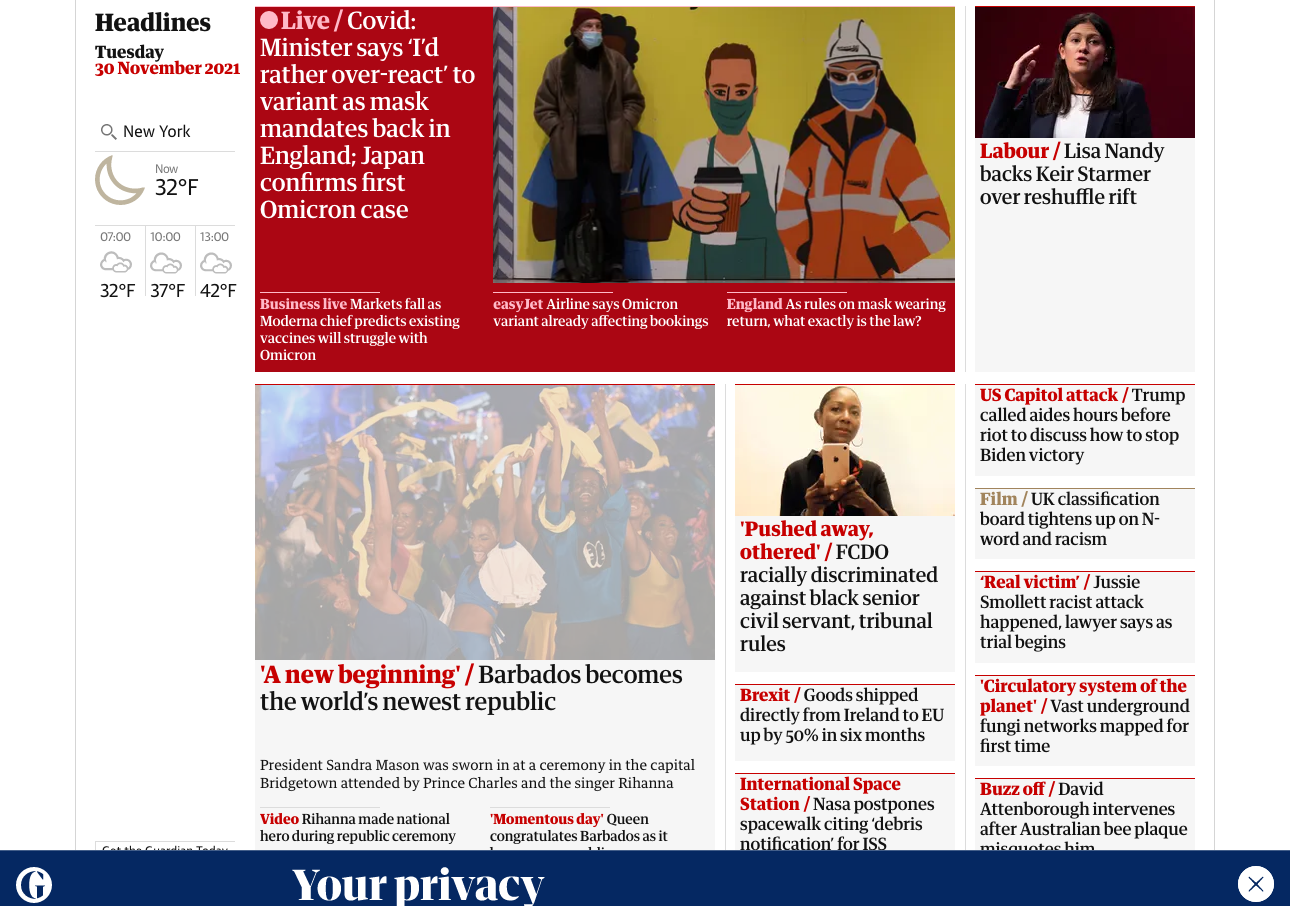 Headlines
Tuesday
30 November 2021
New York
Now
32°F
07:00
10:00
13:00
32°F
37°F
42°F
Live / Covid:
Minister says ‘I’d
rather over-react’ to
variant as mask
mandates back in
England; Japan
confirms first
Omicron case
Business live Markets fall as
Moderna chief predicts existing
vaccines will struggle with
Omicron
easyJet Airline says Omicron
variant already affecting bookings
England As rules on mask wearing
return, what exactly is the law?
Labour / Lisa Nandy
backs Keir Starmer
over reshuffle rift
'A new beginning' / Barbados becomes
the world’s newest republic
President Sandra Mason was sworn in at a ceremony in the capital
Bridgetown attended by Prince Charles and the singer Rihanna
Video Rihanna made national
hero during republic ceremony
'Momentous day' Queen
congratulates Barbados as it
'Pushed away,
othered' / FCDO
racially discriminated
against black senior
civil servant, tribunal
rules
Brexit / Goods shipped
directly from Ireland to EU
up by 50% in six months
International Space
Station / Nasa postpones
spacewalk citing ‘debris
notification’ for ISS
US Capitol attack / Trump
called aides hours before
riot to discuss how to stop
Biden victory
Film / UK classification
board tightens up on N-
word and racism
‘Real victim’ / Jussie
Smollett racist attack
happened, lawyer says as
trial begins
'Circulatory system of the
planet' / Vast underground
fungi networks mapped for
first time
Buzz off / David
Attenborough intervenes
after Australian bee plaque
misquotes him
Get the Guardian Today
Your privacy